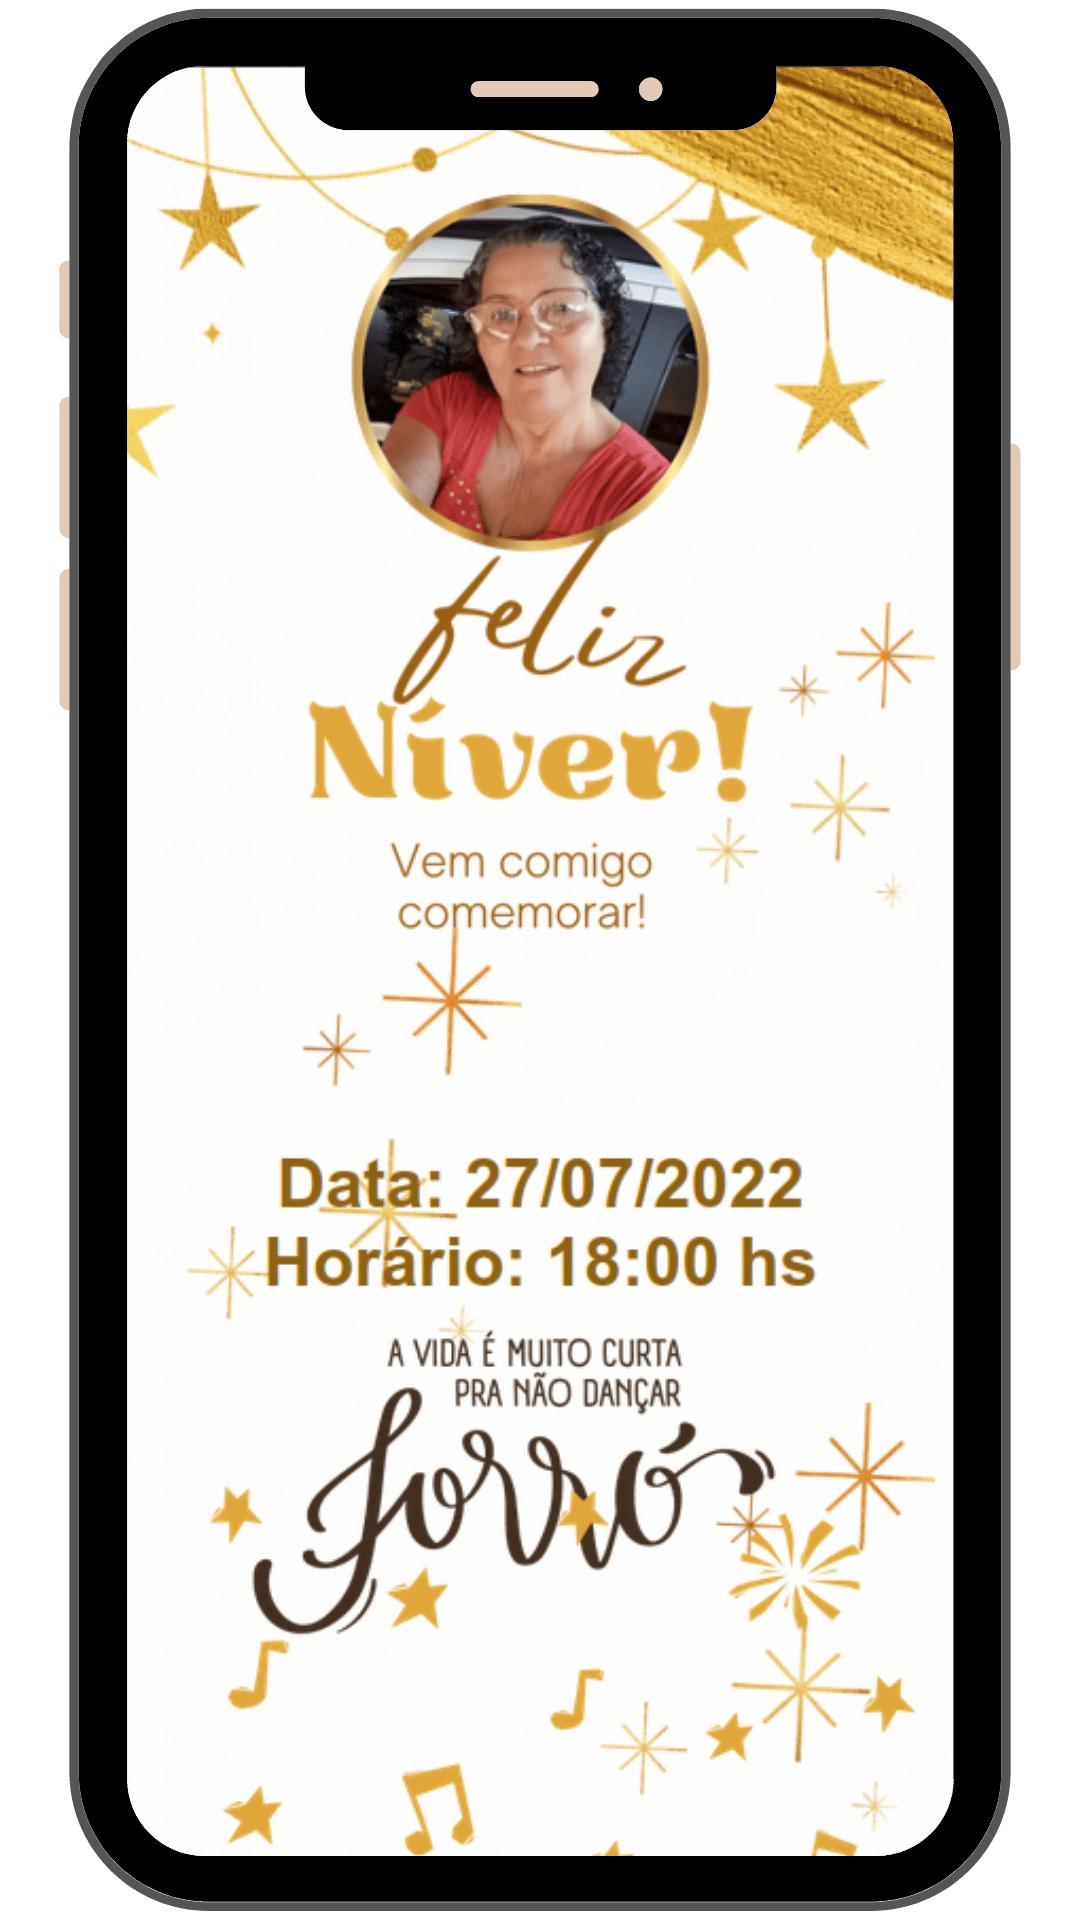 feliz
Níver!
Vem comigo
comemorar!
Data: 27/07/2022
Horário: 18:00 hs
A VIDA É MUITO CURTA
PRA NÃO DANÇAR
Forró